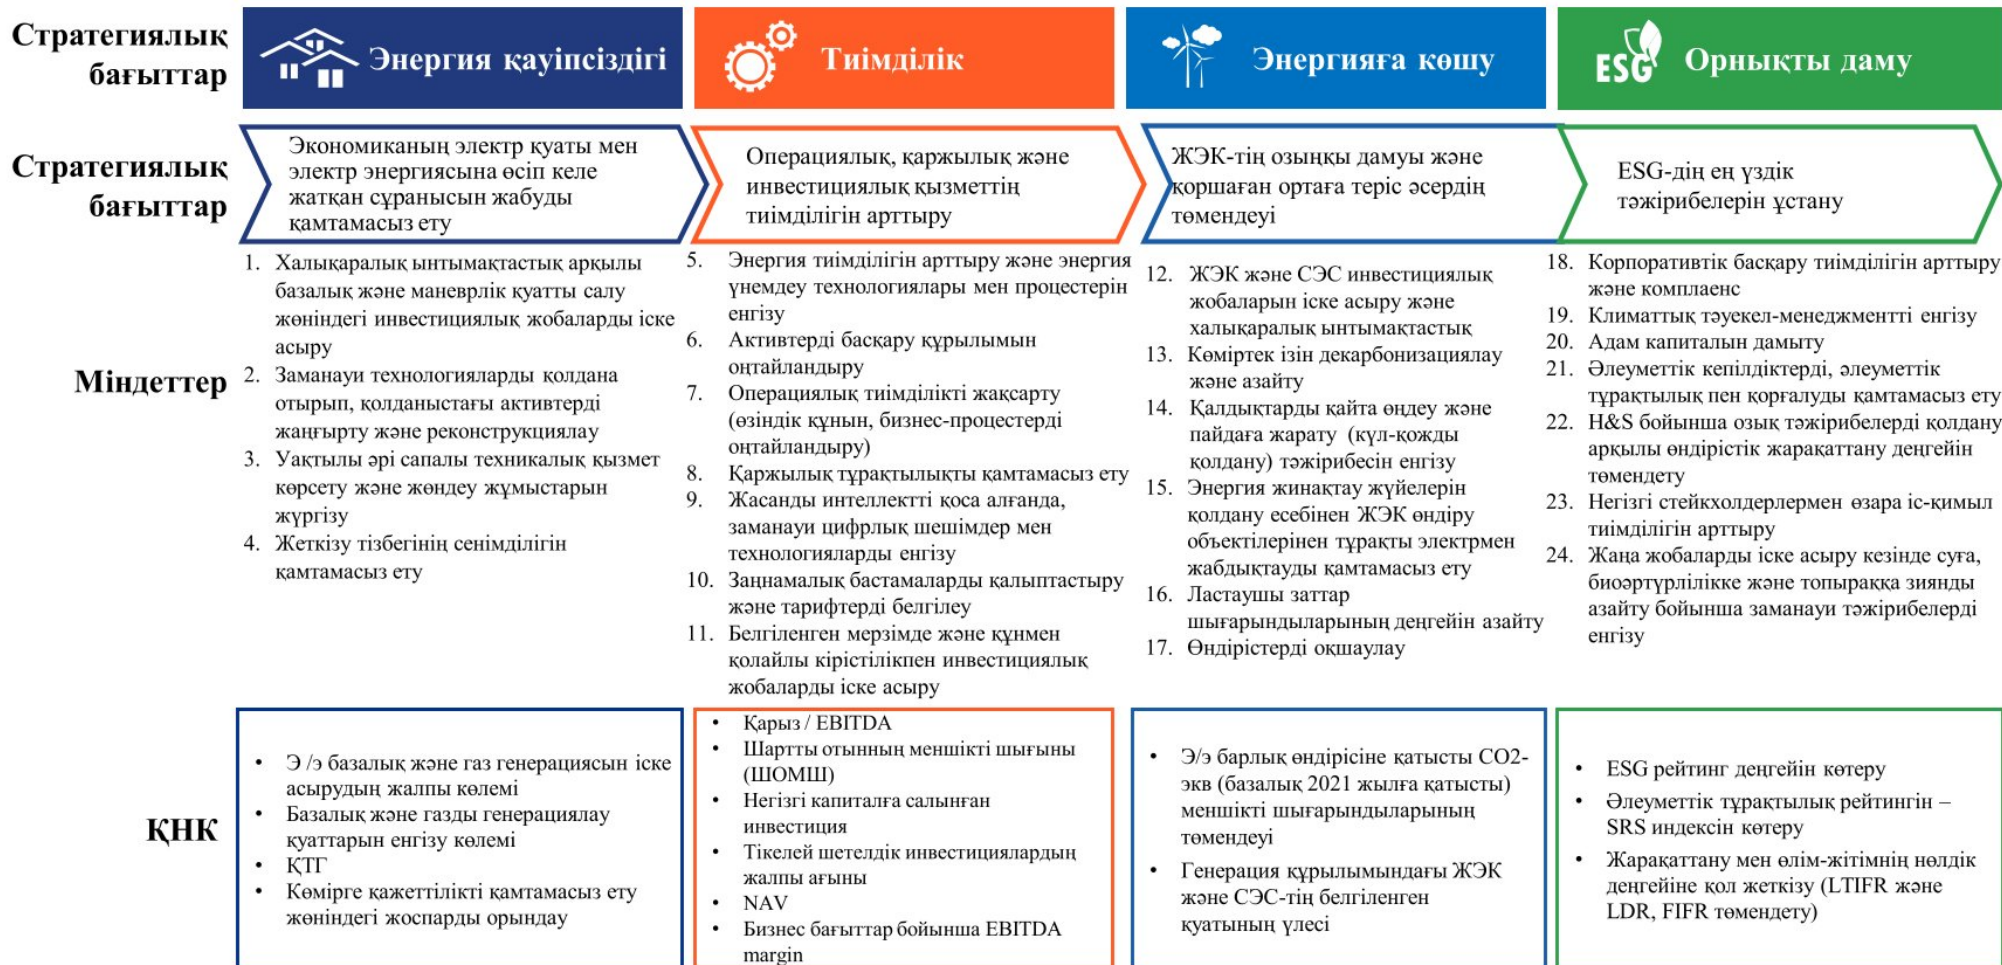 Стратегиялық
бағыттар
Энергия қауіпсіздігі
Тиімділік
Энергияға көшу
ESG
Орнықты даму
Стратегиялық
бағыттар
Экономиканың электр қуаты мен
электр энергиясына өсіп келе
жатқан сұранысын жабуды
қамтамасыз ету
Операциялық, қаржылық және
инвестициялық қызметтің
тиімділігін арттыру
ЖЭК-тің озыңқы дамуы және
қоршаған ортаға теріс әсердің
төмендеуі
ESG-дің ең үздік
тәжірибелерін ұстану
Міндеттер
1. Халықаралық ынтымақтастық арқылы
базалық және маневрлік қуатты салу
жөніндегі инвестициялық жобаларды іске
асыру
2. Заманауи технологияларды қолдана
отырып, қолданыстағы активтерді
жаңғырту және реконструкциялау
3. Уақтылы әрі сапалы техникалық қызмет
көрсету және жөндеу жұмыстарын
жүргізу
4. Жеткізу тізбегінің сенімділігін
қамтамасыз ету
5. Энергия тиімділігін арттыру және энергия
үнемдеу технологиялары мен процестерін
енгізу
6. Активтерді басқару құрылымын
оңтайландыру
7. Операциялық тиімділікті жақсарту
(өзіндік құнын, бизнес-процестерді
оңтайландыру)
8. Қаржылық тұрақтылықты қамтамасыз ету
9. Жасанды интеллектті қоса алғанда,
заманауи цифрлық шешімдер мен
технологияларды енгізу
10. Заңнамалық бастамаларды қалыптастыру
және тарифтерді белгілеу
11. Белгіленген мерзімде және құнмен
қолайлы кірістілікпен инвестициялық
жобаларды іске асыру
12. ЖЭК және СЭС инвестициялық
жобаларын іске асыру және
халықаралық ынтымақтастық
13. Көміртек ізін декарбонизациялау
және азайту
14. Қалдықтарды қайта өңдеу және
пайдаға жарату (күл-қожды
қолдану) тәжірибесін енгізу
15. Энергия жинақтау жүйелерін
қолдану есебінен ЖЭК өндіру
объектілерінен тұрақты электрмен
жабдықтауды қамтамасыз ету
16. Ластаушы заттар
шығарындыларының деңгейін азайту
17. Өндірістерді оқшаулау
18. Корпоративтік басқару тиімділігін арттыру
және комплаенс
19. Климаттық тәуекел-менеджментті енгізу
20. Адам капиталын дамыту
21. Әлеуметтік кепілдіктерді, әлеуметтік
тұрақтылық пен қорғалуды қамтамасыз ету
22. H&S бойынша озық тәжірибелерді қолдану
арқылы өндірістік жарақаттану деңгейін
төмендету
23. Негізгі стейкхолдерлермен өзара іс-қимыл
тиімділігін арттыру
24. Жаңа жобаларды іске асыру кезінде суға,
биоәртүрлілікке және топыраққа зиянды
азайту бойынша заманауи тәжірибелерді
енгізу
ҚНК
• Э /э базалық және газ генерациясын іске
асырудың жалпы көлемі
• Базалық және газды генерациялау
қуаттарын енгізу көлемі
• ҚТГ
• Көмірге қажеттілікті қамтамасыз ету
жөніндегі жоспарды орындау
• Қарыз / EBITDA
• Шартты отынның меншікті шығыны
(ШОМШ)
• Негізгі капиталға салынған
инвестиция
• Тікелей шетелдік инвестициялардың
жалпы ағыны
• NAV
• Бизнес бағыттар бойынша EBITDA
margin
• Э/э барлық өндірісіне қатысты СО2-
экв (базалық 2021 жылға қатысты)
меншікті шығарындыларының
төмендеуі
• Генерация құрылымындағы ЖЭК
және СЭС-тің белгіленген
қуатының үлесі
• ESG рейтинг деңгейін көтеру
• Әлеуметтік тұрақтылық рейтингін –
SRS индексін көтеру
• Жарақаттану мен өлім-жітімнің нөлдік
деңгейіне қол жеткізу (LTIFR және
LDR, FIFR төмендету)